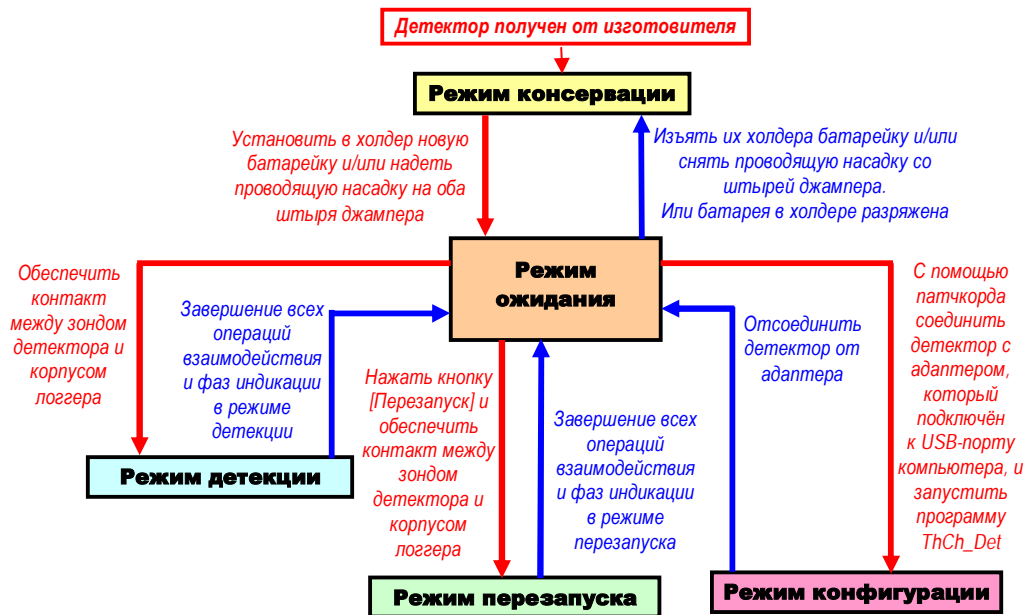 Детектор получен от изготовителя
Режим консервации
Установить в холдер новую
батарейку и/или надеть
проводящую насадку на оба
штыря джампера
Изъять их холдера батарейку и/или
снять проводящую насадку со
штырей джампера.
Или батарея в холдере разряжена
Режим
ожидания
Обеспечить
контакт
между зондом
детектора и
корпусом
логгера
Завершение всех
операций
взаимодействия
и фаз индикации
в режиме
детекции
Нажать кнопку
[Перезапуск] и
обеспечить
контакт между
зондом
детектора и
корпусом
логгера
Завершение всех
операций
взаимодействия
и фаз индикации
в режиме
перезапуска
Отсоединить
детектор от
адаптера
С помощью
патчкорда
соединить
детектор с
адаптером,
который
подключён
к USB-порту
компьютера, и
запустить
программу
ThCh_Det
Режим детекции
Режим перезапуска
Режим конфигурации